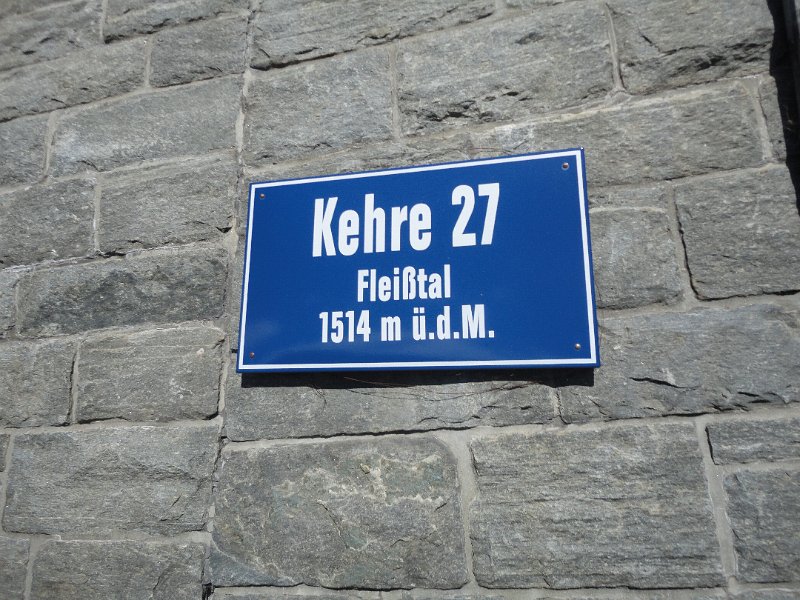 Kehre 27
Fleißtal
1514 m ü.d.M.